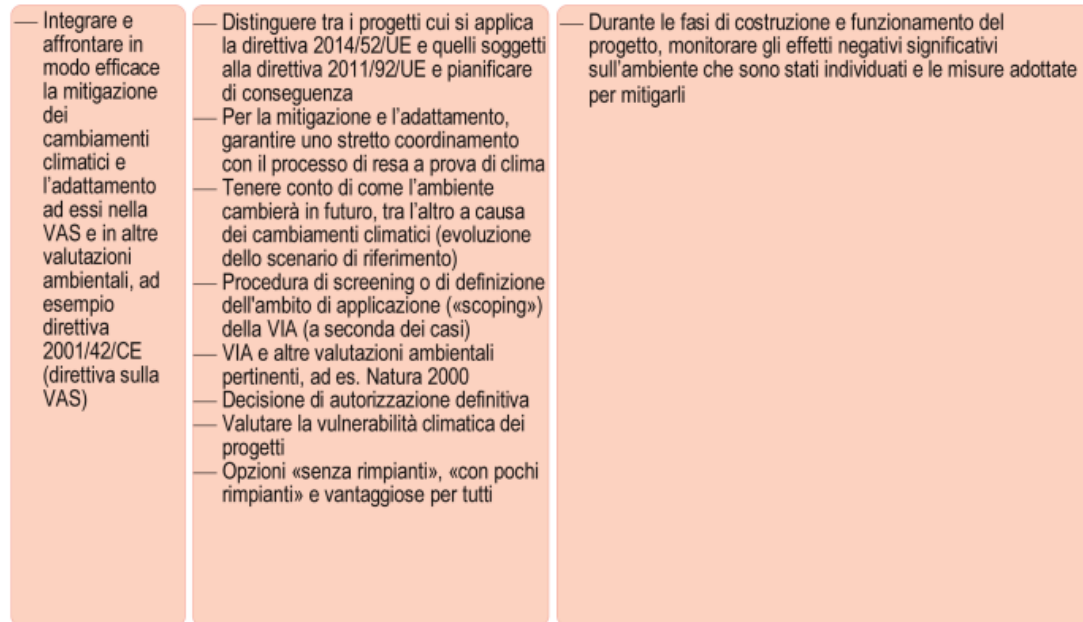 — Integrare e
affrontare in
modo efficace
la mitigazione
dei
cambiamenti
climatici e
l'adattamento
ad essi nella
VAS e in altre
valutazioni
ambientali, ad
esempio
direttiva
2001/42/CE
(direttiva sulla
VAS)
— Distinguere tra i progetti cui si applica
la direttiva 2014/52/UE e quelli soggetti
alla direttiva 2011/92/UE e pianificare
di conseguenza
— Per la mitigazione e l'adattamento,
garantire uno stretto coordinamento
con il processo di resa a prova di clima
— Tenere conto di come l'ambiente
cambierà in futuro, tra l'altro a causa
dei cambiamenti climatici (evoluzione
dello scenario di riferimento)
— Procedura di screening o di definizione
dell'ambito di applicazione («scoping»)
della VIA (a seconda dei casi)
— VIA e altre valutazioni ambientali
pertinenti, ad es. Natura 2000
— Decisione di autorizzazione definitiva
— Valutare la vulnerabilità climatica dei
progetti
— Opzioni «senza rimpianti», «con pochi
rimpianti» e vantaggiose per tutti
— Durante le fasi di costruzione e funzionamento del
progetto, monitorare gli effetti negativi significativi
sull'ambiente che sono stati individuati e le misure adottate
per mitigarli